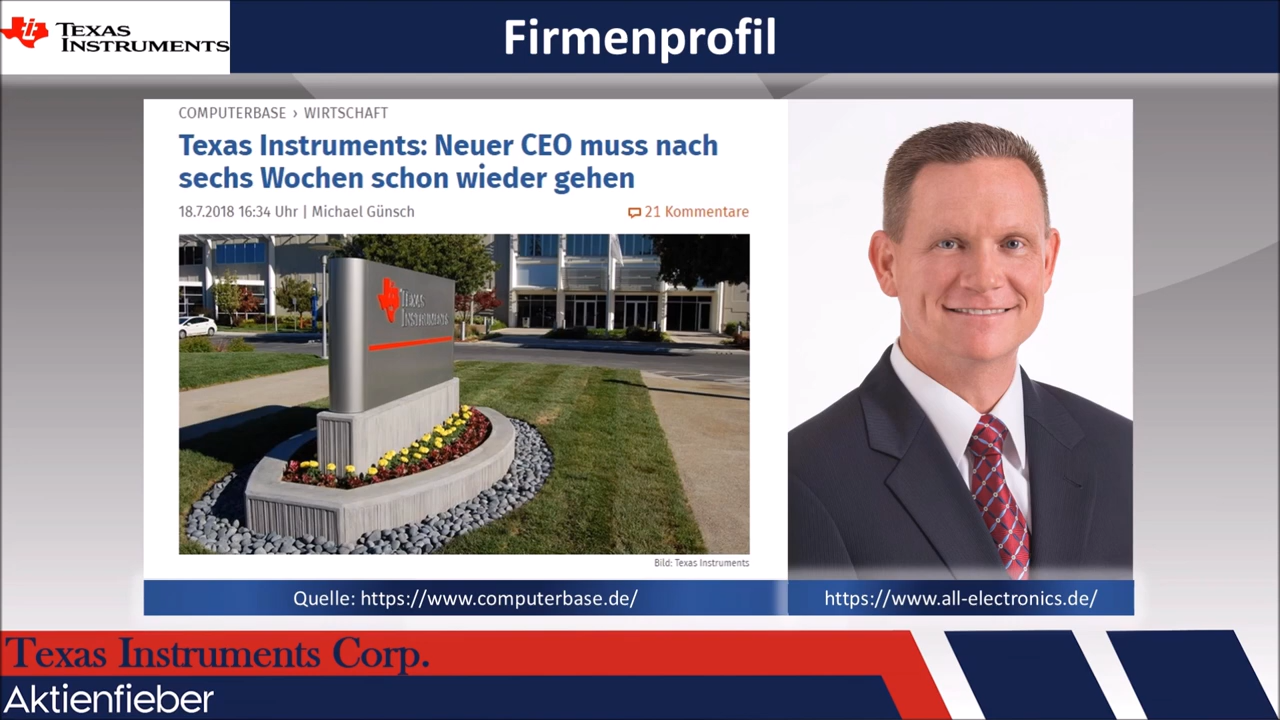 TEXAS
INSTRUMENTS
Firmenprofil
COMPUTERBASE › WIRTSCHAFT
Texas Instruments: Neuer CEO muss nach
sechs Wochen schon wieder gehen
18.7.2018 16:34 Uhr | Michael Günsch
21 Kommentare
TEXAS
INSTRUMENTS
Bild: Texas Instruments
Quelle: https://www.computerbase.de/
https://www.all-electronics.de/
Texas Instruments Corp.
Aktienfieber